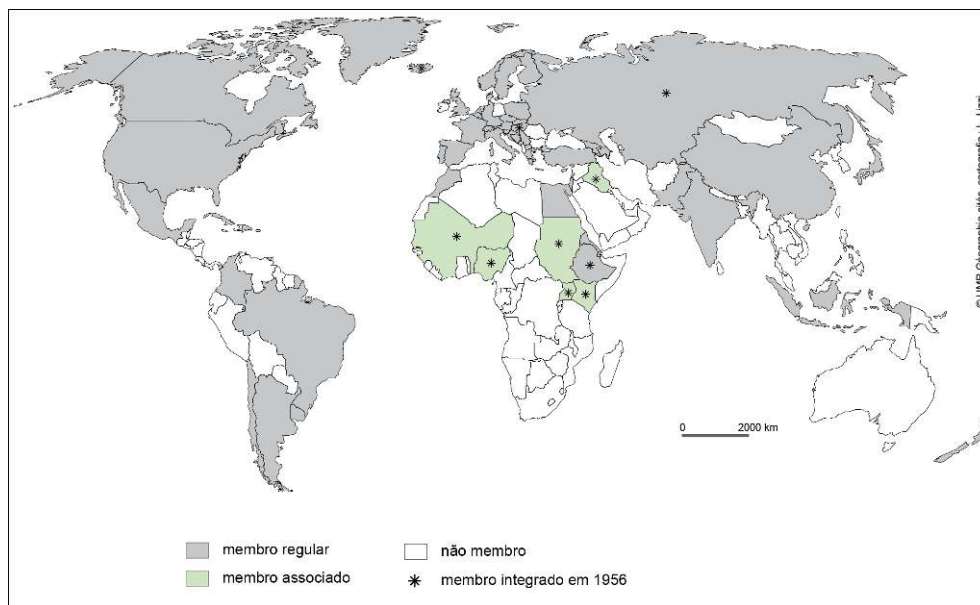 0 2000 km
membro regular
não membro
membro associado
membro integrado em 1956